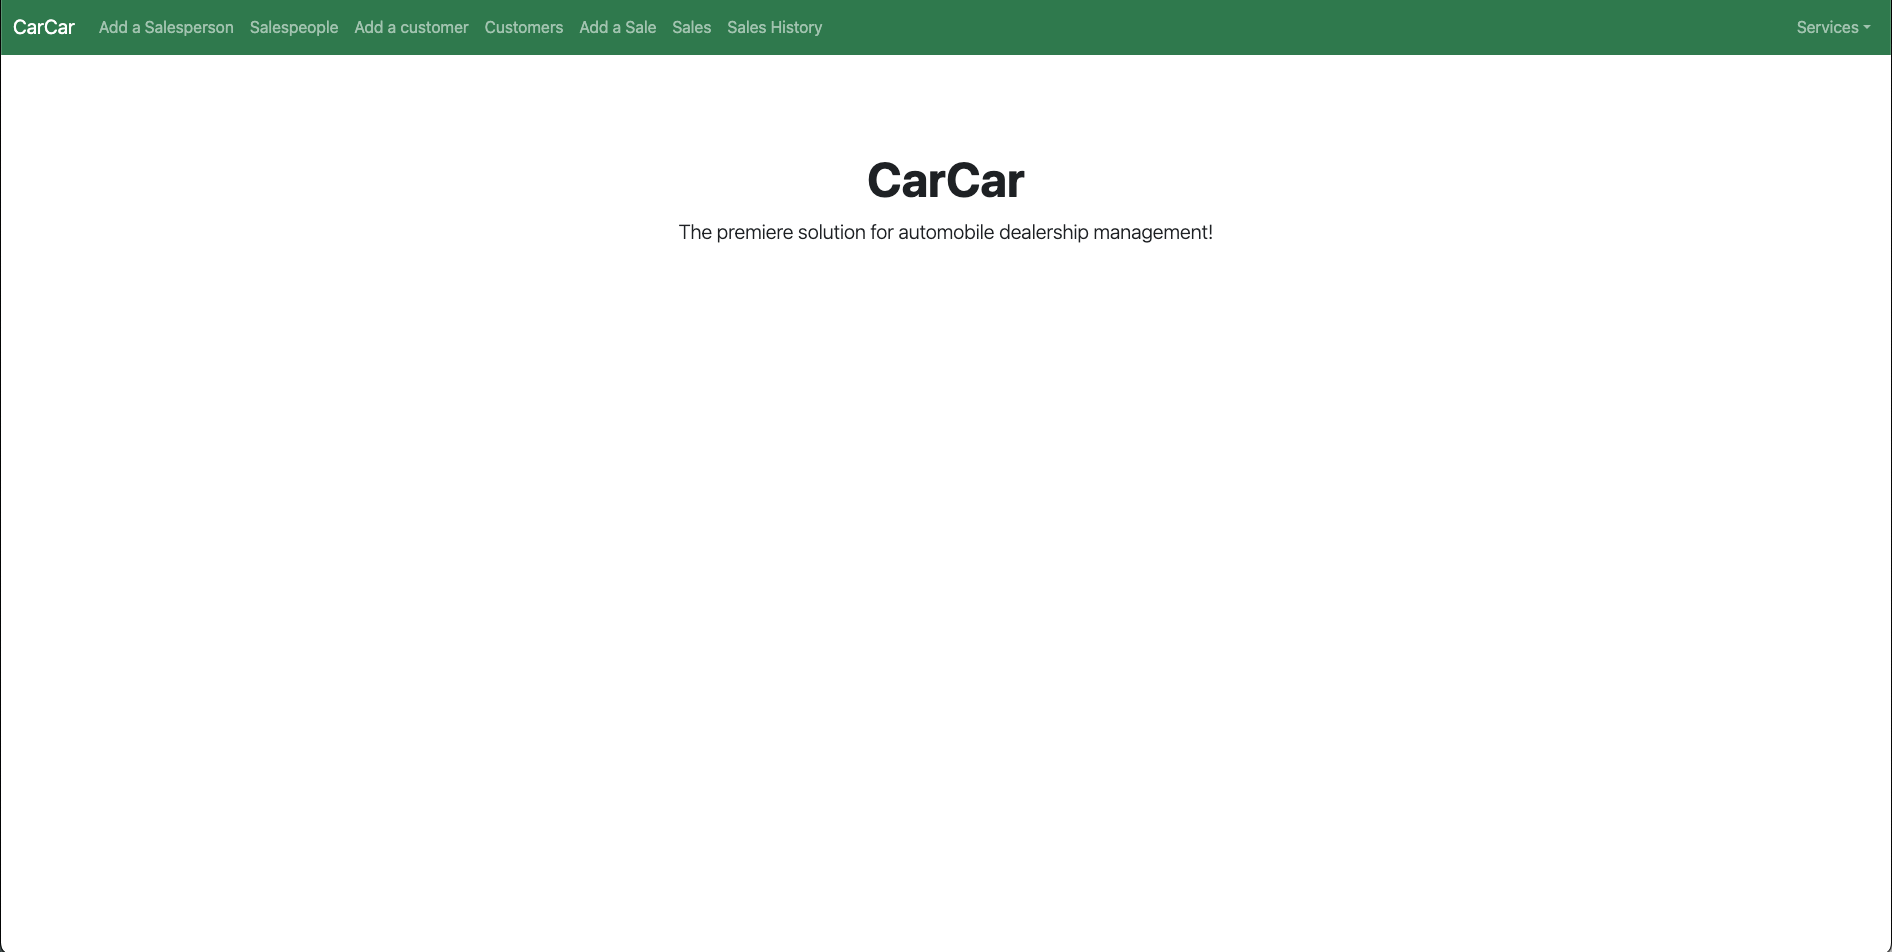 CarCar Add a Salesperson Salespeople Add a customer Customers Add a Sale Sales Sales History Services
CarCar
The premiere solution for automobile dealership management!